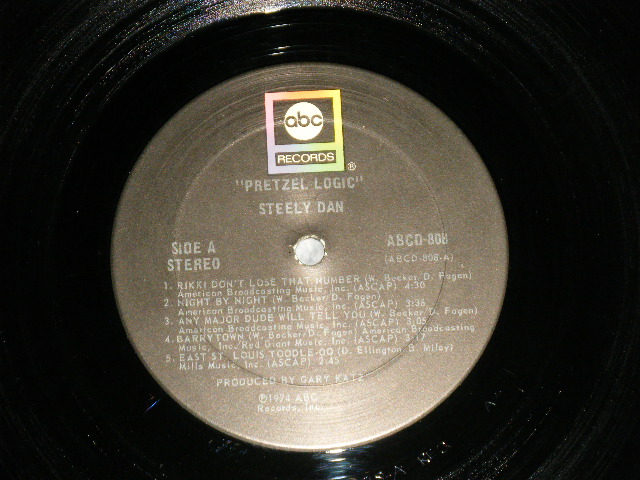 abc
RECORDS ®
"PRETZEL LOGIC"
STEELY DAN
SIDE A
STEREO
ABCD-808
(ABCD-808-A)
1. RIKKI DON'T LOSE THAT NUMBER (W. Becker/D. Fagen)
American Broadcasting Music, Inc. (ASCAP) 4:30
2. NIGHT BY NIGHT (W. Becker/D. Fagen)
American Broadcasting Music, Inc. (ASCAP) 3:36
3. ANY MAJOR DUDE WILL TELL YOU (W. Becker/D. Fagen)
American Broadcasting Music, Inc. (ASCAP) 3:05
4. BARRYTOWN (W. Becker/D. Fagen) American Broadcasting
Music, Inc./Red Giant Music, Inc. (ASCAP) 3:17
5. EAST ST. LOUIS TOODLE-OO (D. Ellington/B. Miley)
Mills Music, Inc. (ASCAP) 2:45
PRODUCED BY GARY KATZ
Ⓟ1974 ABC
Records, Inc.